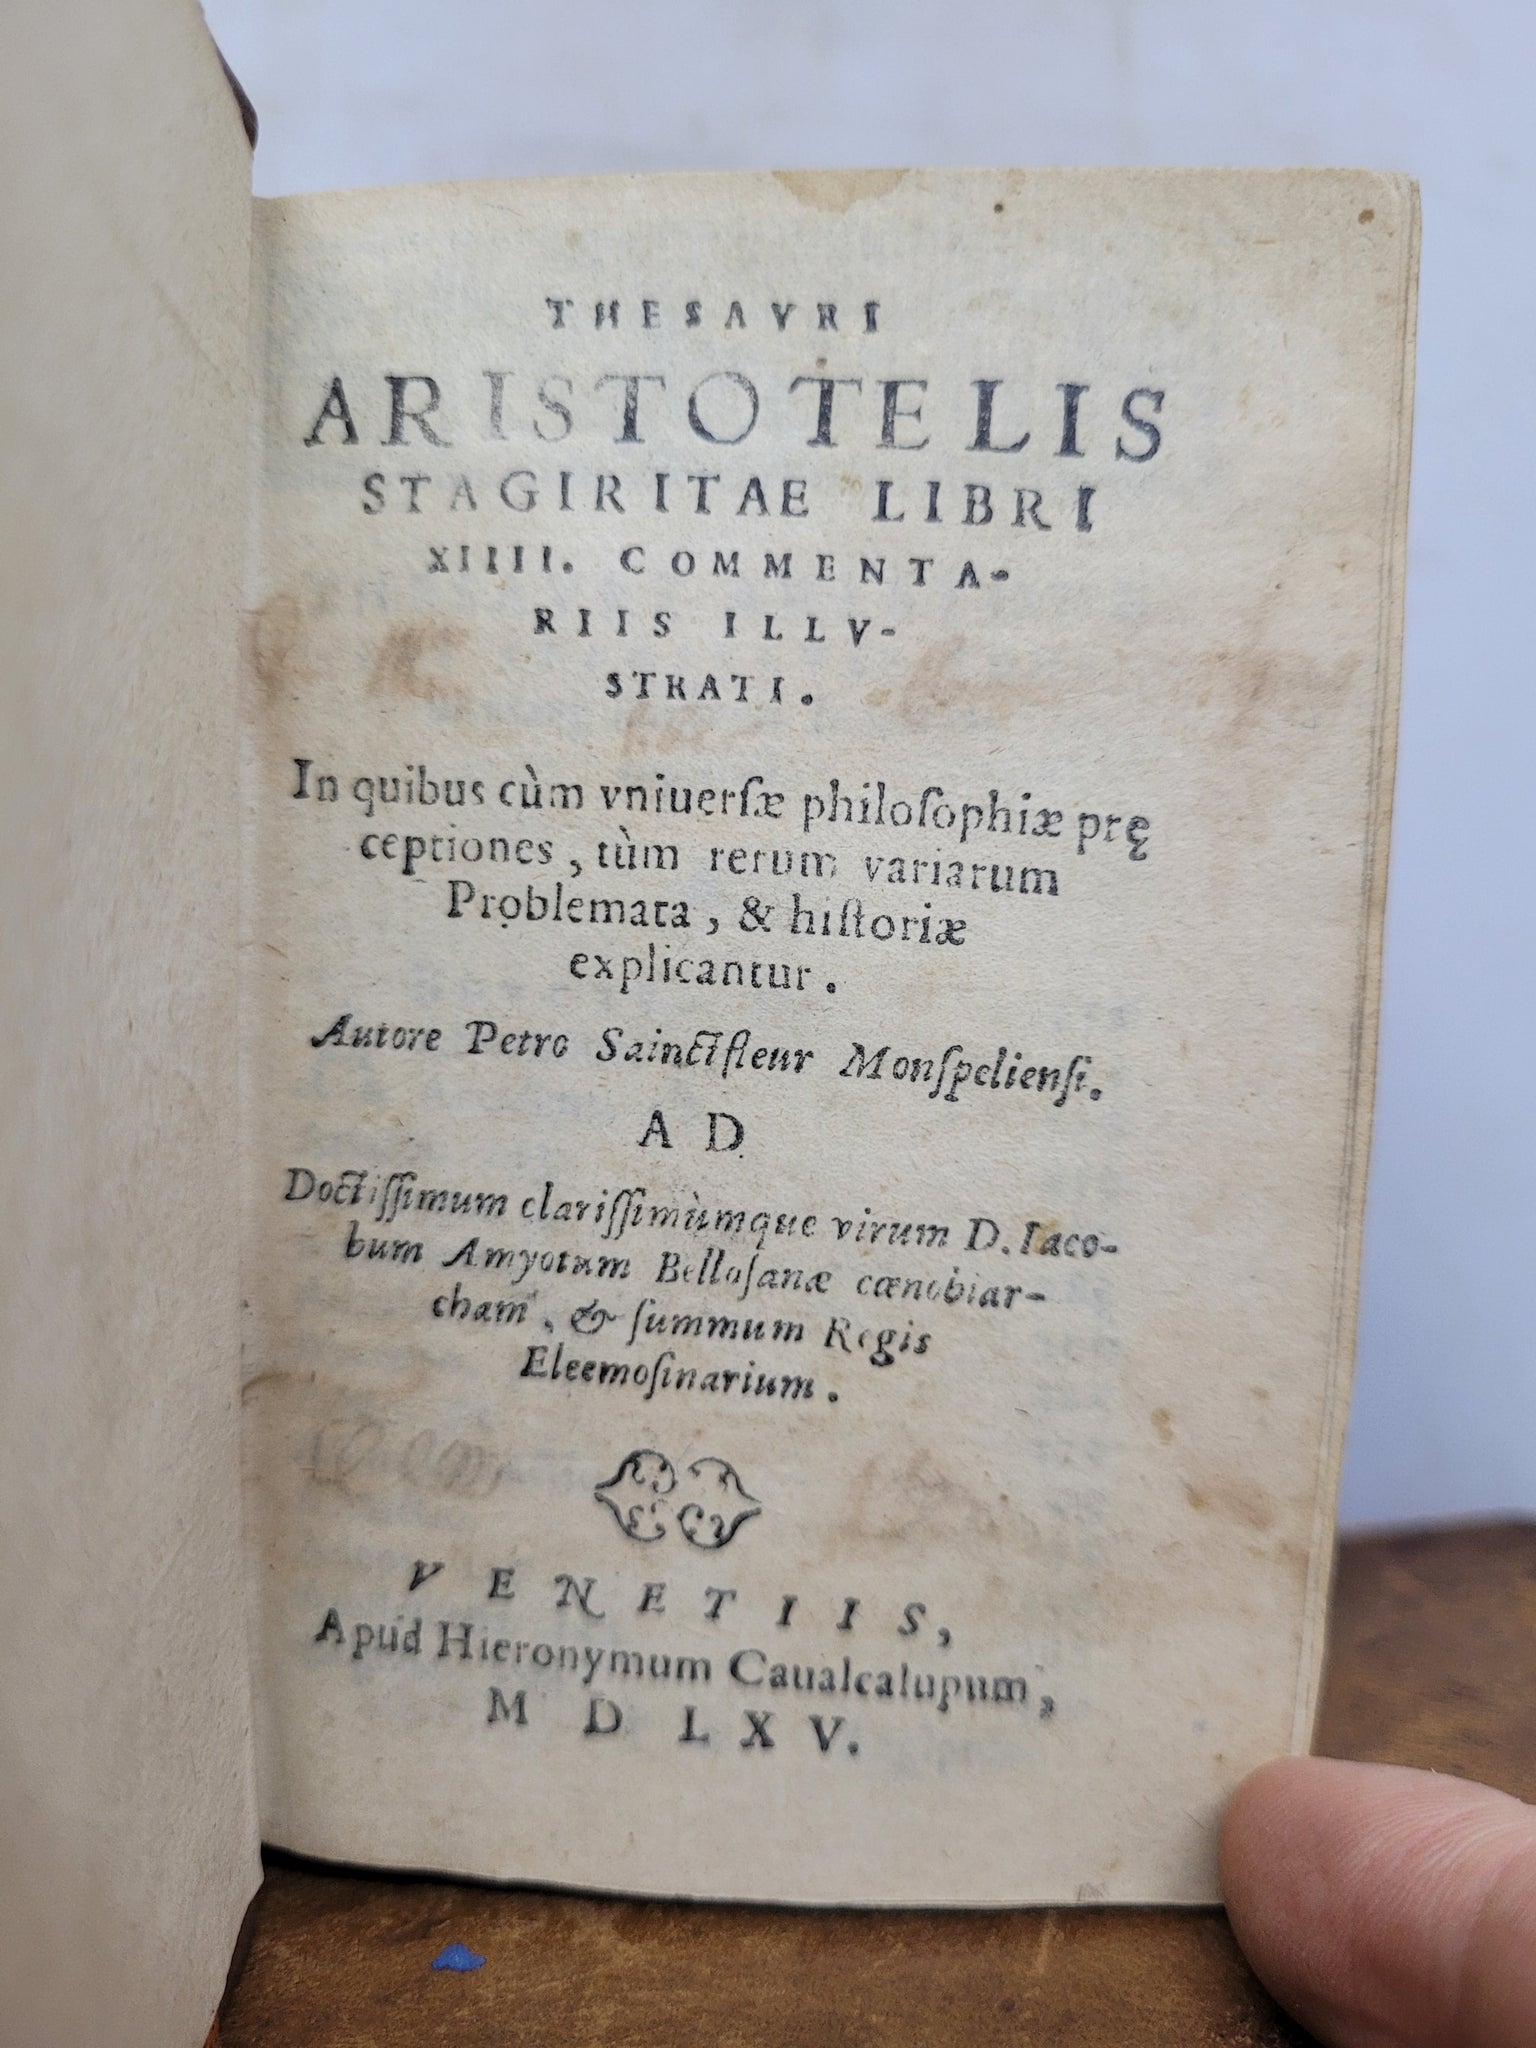 THESAVRI
ARISTOTELIS
STAGIRITAE LIBRI
XIIII. COMMENTA-
RIIS ILLV-
STRATI.
In quibus cùm vniuerſæ philoſophiæ prę
ceptiones, tùm rerum variarum
Problemata, & hiſtoriæ
explicantur.
Autore Petro Sainctfleur Monſpelienſi.
AD
Doctiſſimum clariſſimùmque virum D. Iaco-
bum Amyotum Belloſanæ cœnobiar-
cham, & ſummum Regis
Eleemoſinarium.
VENETIIS,
Apud Hieronymum Caualcalupum,
MDLXV.